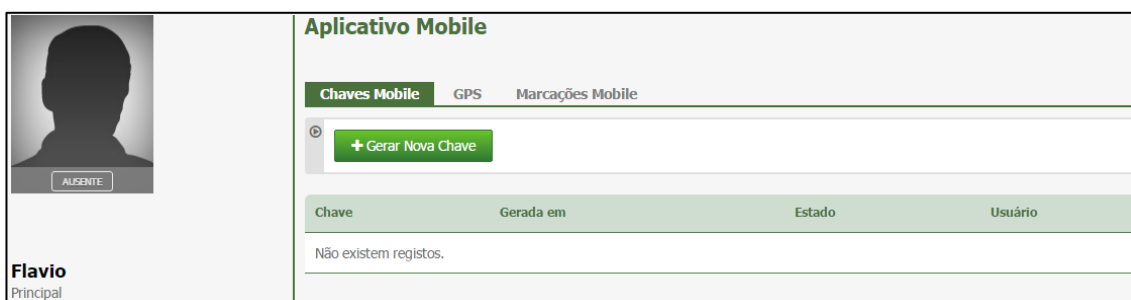 AUSENTE
Flavio
Principal
Aplicativo Mobile
Chaves Mobile GPS Marcações Mobile
+ Gerar Nova Chave
Chave Gerada em Estado Usuário
Não existem registos.